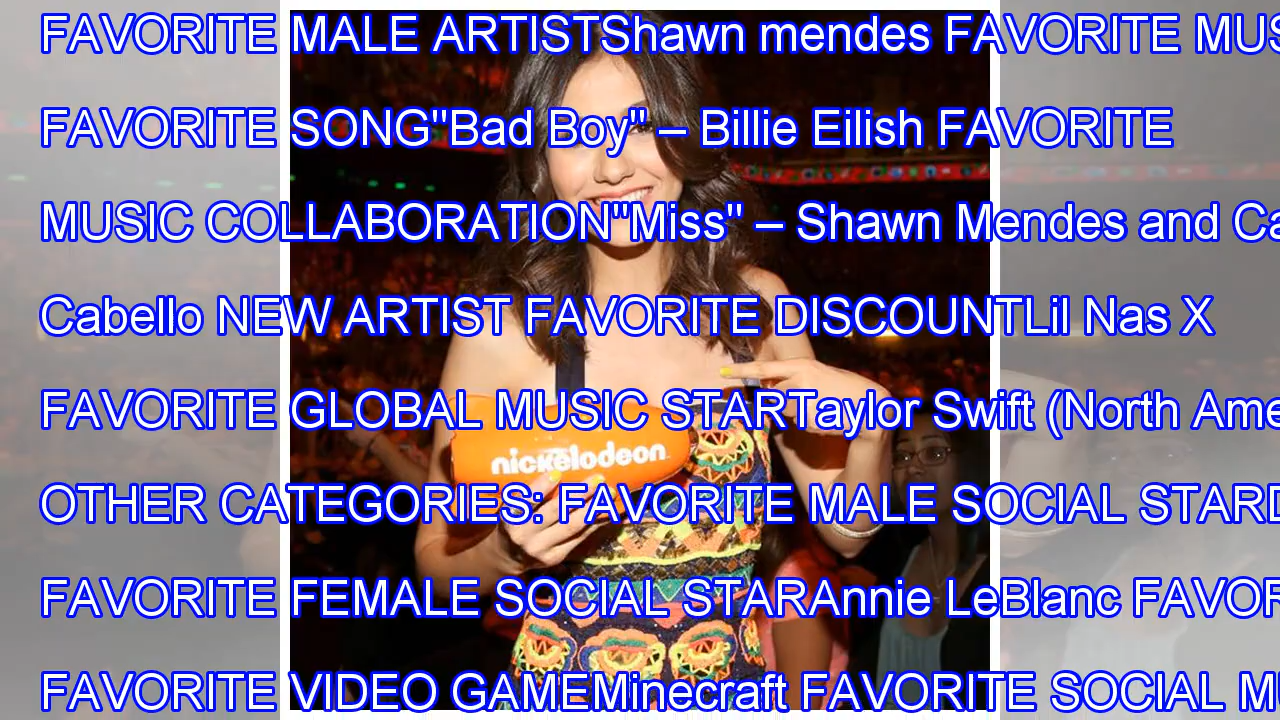 FAVORITE MALE ARTISTShawn mendes FAVORITE MUS
FAVORITE SONG"Bad Boy" – Billie Eilish FAVORITE
MUSIC COLLABORATION"Miss" – Shawn Mendes and Ca
Cabello NEW ARTIST FAVORITE DISCOUNTLil Nas X
FAVORITE GLOBAL MUSIC STARTaylor Swift (North Ame
nickelodeon
OTHER CATEGORIES: FAVORITE MALE SOCIAL STARD
FAVORITE FEMALE SOCIAL STARAnnie LeBlanc FAVOR
FAVORITE VIDEO GAMEMinecraft FAVORITE SOCIAL M